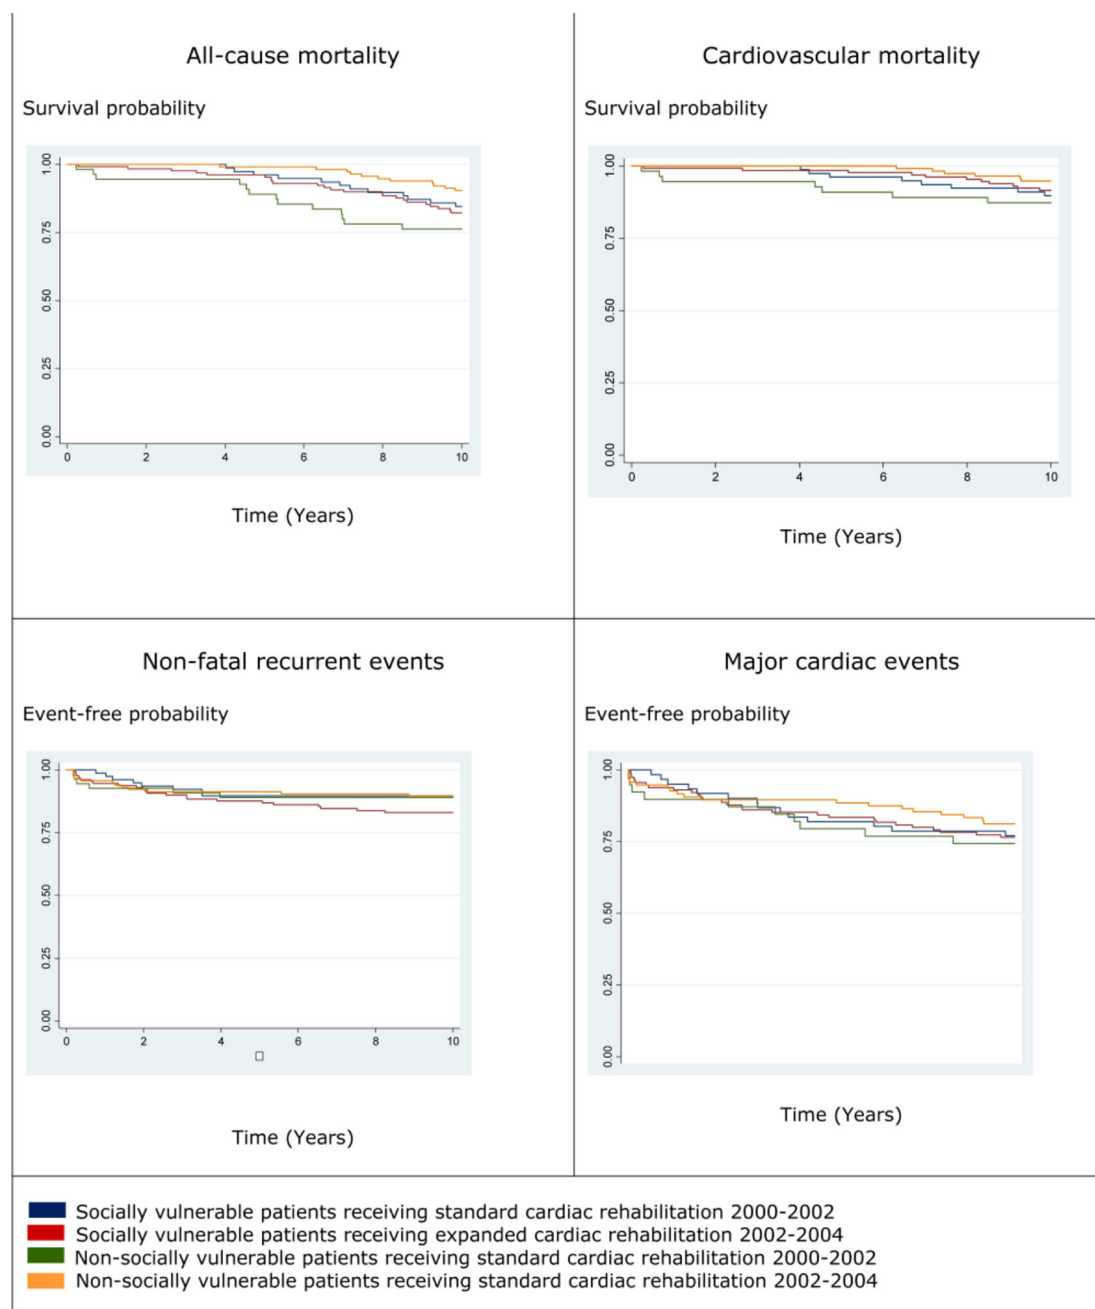 All-cause mortality
Survival probability
1.00
0.75
0.50
0.25
0.00
0 2 4 6 8 10
Time (Years)
Cardiovascular mortality
Survival probability
1.00
0.75
0.50
0.25
0.00
0 2 4 6 8 10
Time (Years)
Non-fatal recurrent events
Event-free probability
1.00
0.75
0.50
0.25
0.00
0 2 4 6 8 10
Time (Years)
Major cardiac events
Event-free probability
1.00
0.75
0.50
0.25
0.00
Time (Years)
Socially vulnerable patients receiving standard cardiac rehabilitation 2000-2002
Socially vulnerable patients receiving expanded cardiac rehabilitation 2002-2004
Non-socially vulnerable patients receiving standard cardiac rehabilitation 2000-2002
Non-socially vulnerable patients receiving standard cardiac rehabilitation 2002-2004